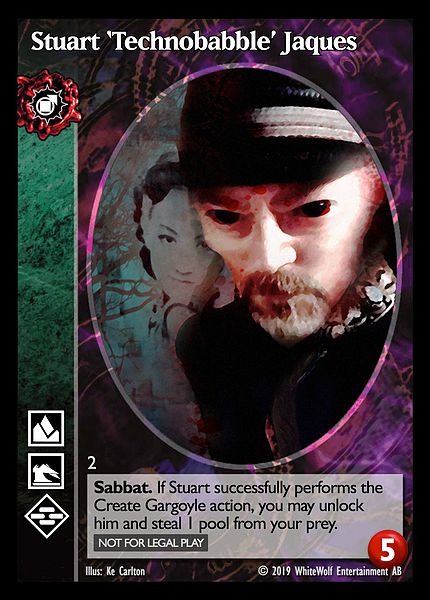 Stuart ‘Technobabble’ Jaques
2
Sabbat. If Stuart successfully performs the
Create Gargoyle action, you may unlock
him and steal 1 pool from your prey.
NOT FOR LEGAL PLAY
5
Illus: Ke Carlton © 2019 WhiteWolf Entertainment AB